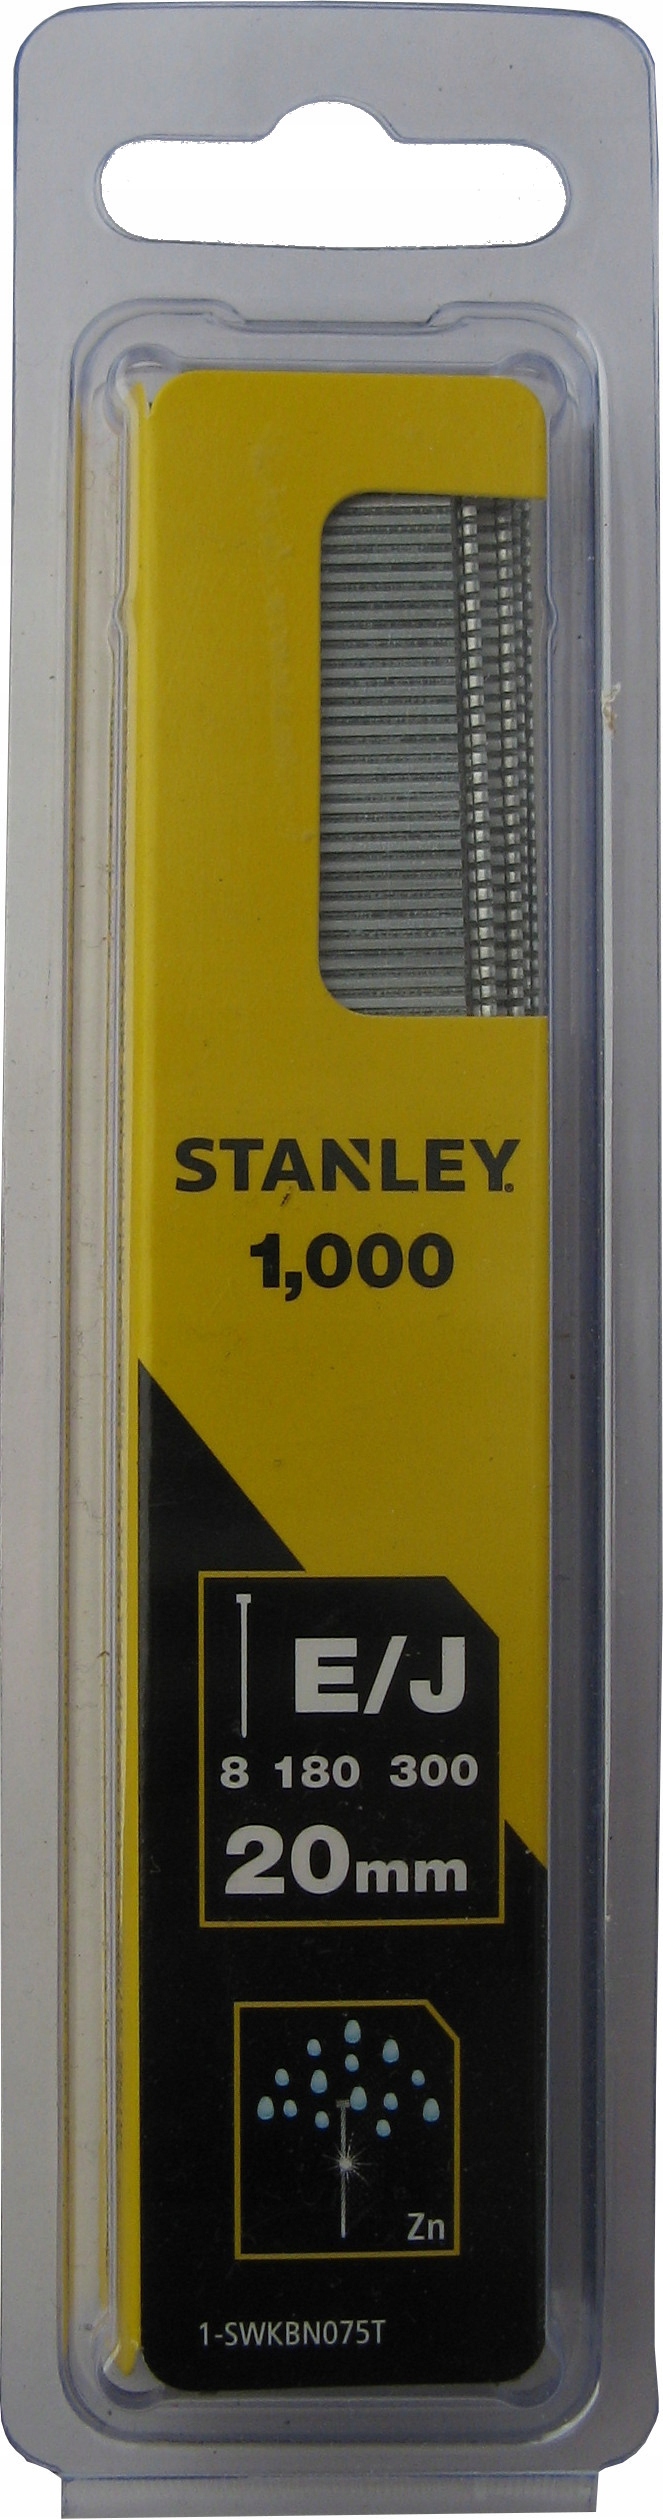 STANLEY®
1,000
E/J
8 180 300
20mm
Zn
1-SWKBN075T